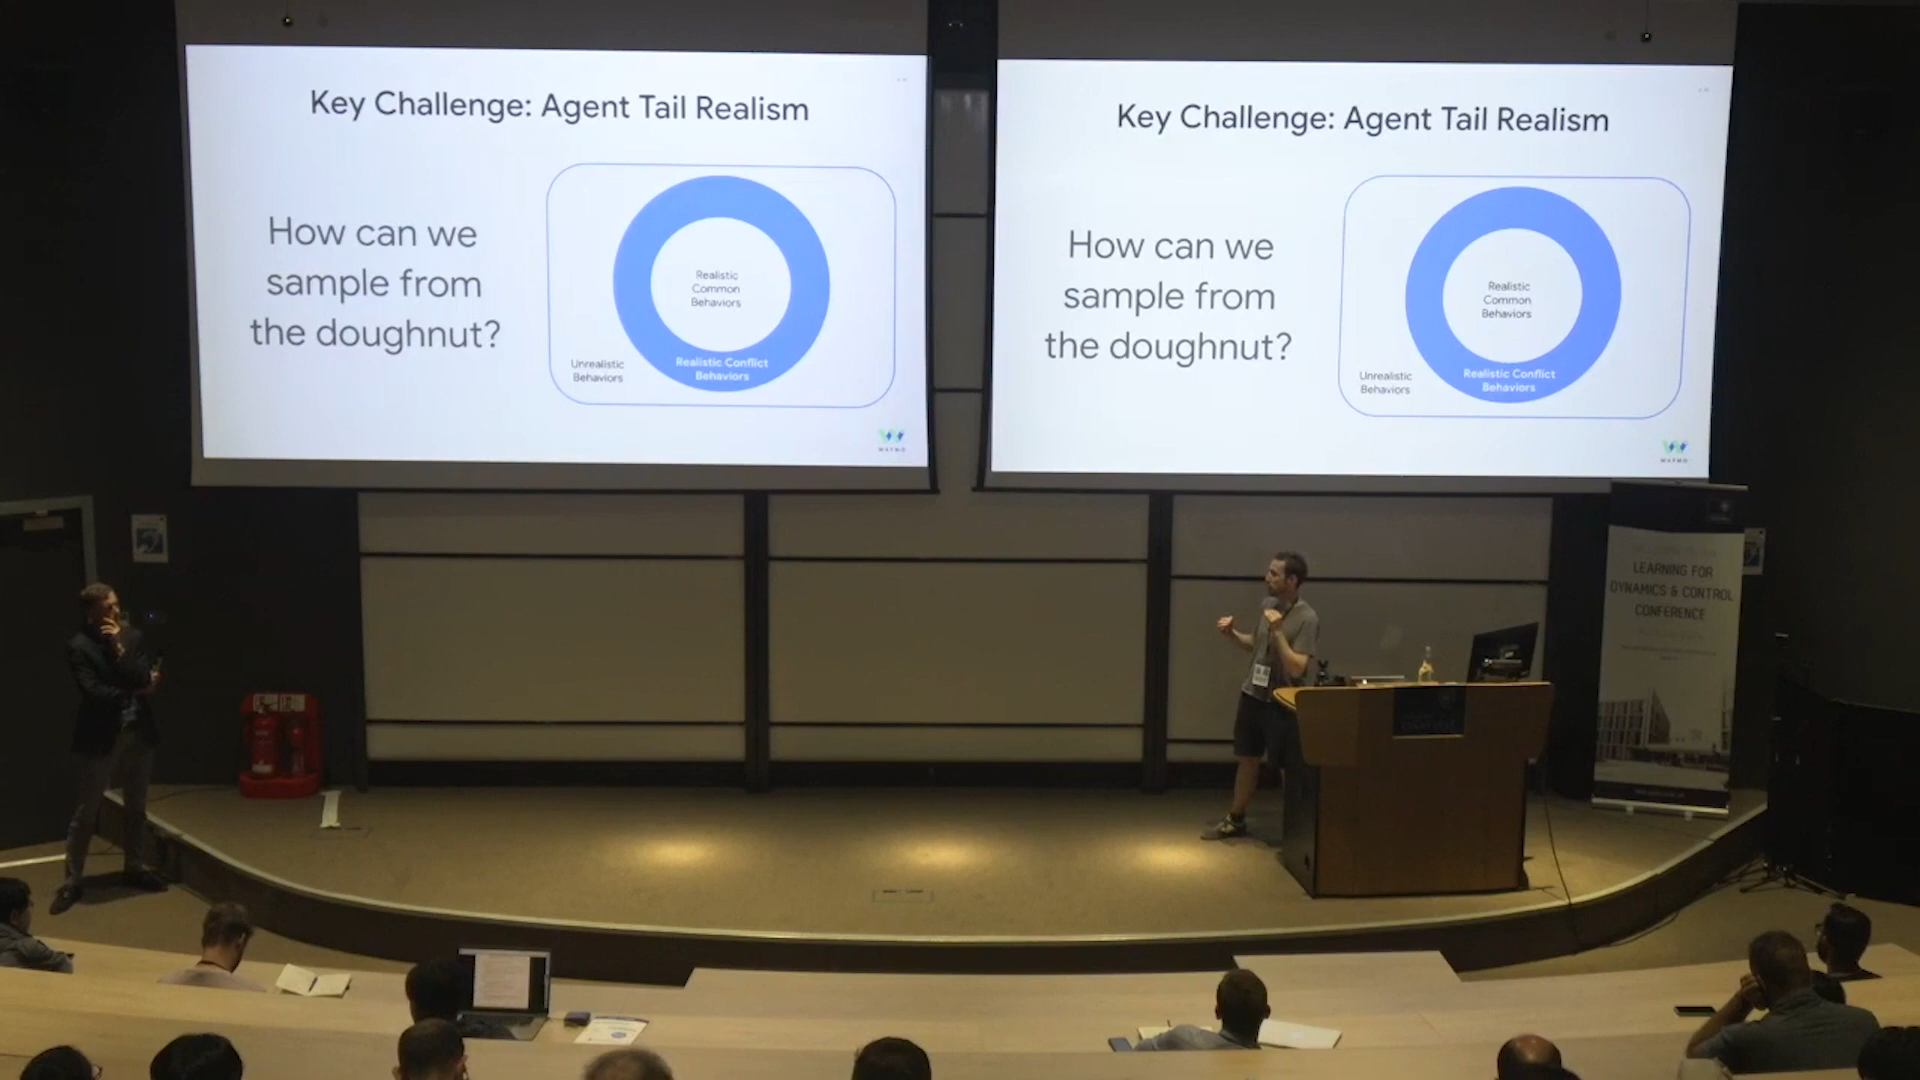 Key Challenge: Agent Tail Realism
How can we
sample from
the doughnut?
Realistic
Common
Behaviors
Unrealistic
Behaviors
Realistic Conflict
Behaviors
WAYMO
Key Challenge: Agent Tail Realism
How can we
sample from
the doughnut?
Realistic
Common
Behaviors
Unrealistic
Behaviors
Realistic Conflict
Behaviors
WAYMO
LEARNING FOR
DYNAMICS & CONTROL
CONFERENCE